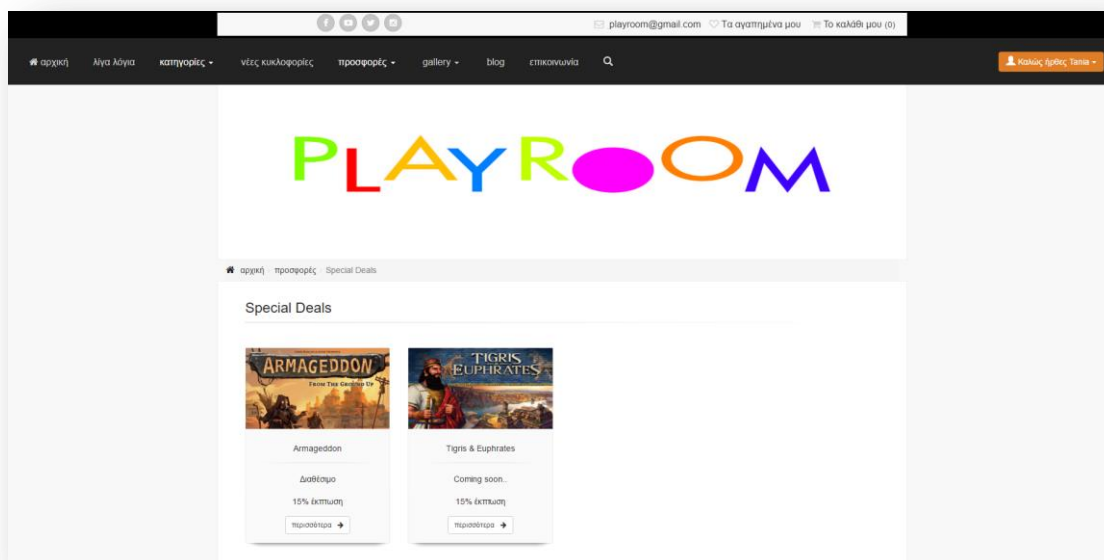 playroom@gmail.com Τα αγαπημένα μου Το καλάθι μου (0)
αρχική λίγα λόγια κατηγορίες νέες κυκλοφορίες προσφορές gallery blog επικοινωνία Καλώς ήρθες Tania
PLAYROOM
αρχική προσφορές Special Deals
Special Deals
ARMAGEDDON
FROM THE GROUND UP
TIGRIS
EUPHRATES
Armageddon Tigris & Euphrates
Διαθέσιμο Coming soon..
15% έκπτωση 15% έκπτωση
περισσότερα περισσότερα